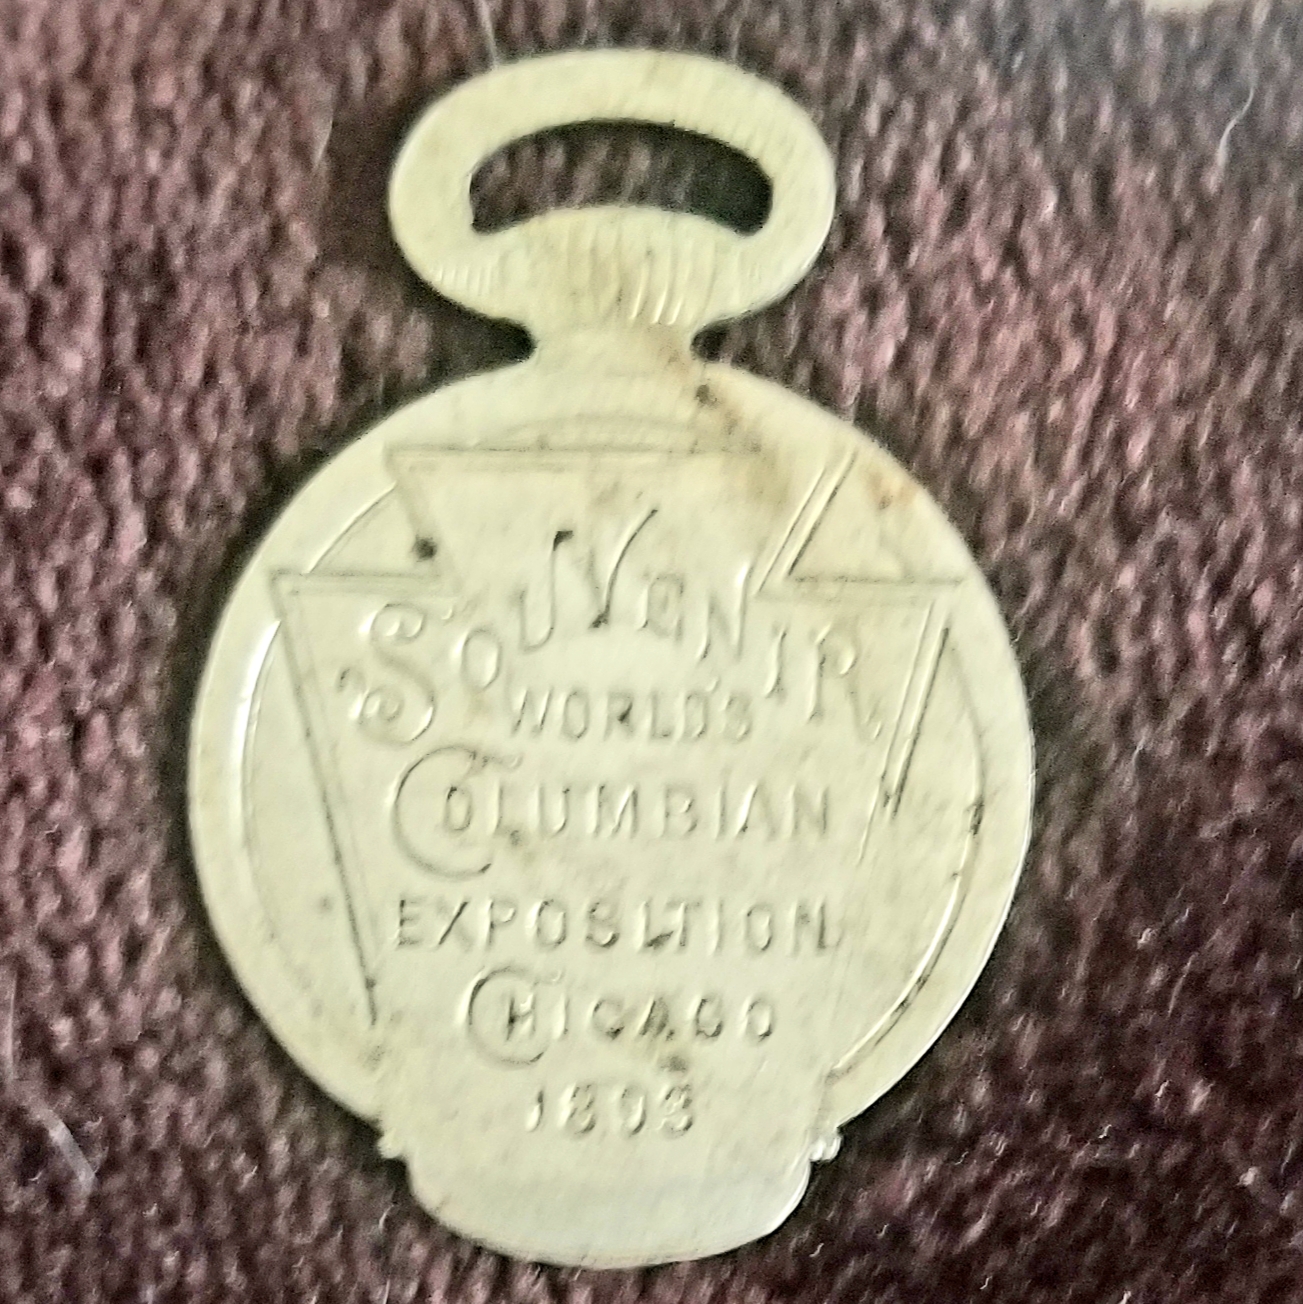 SOUVENIR
WORLD'S
COLUMBIAN
EXPOSITION
CHICAGO
1893